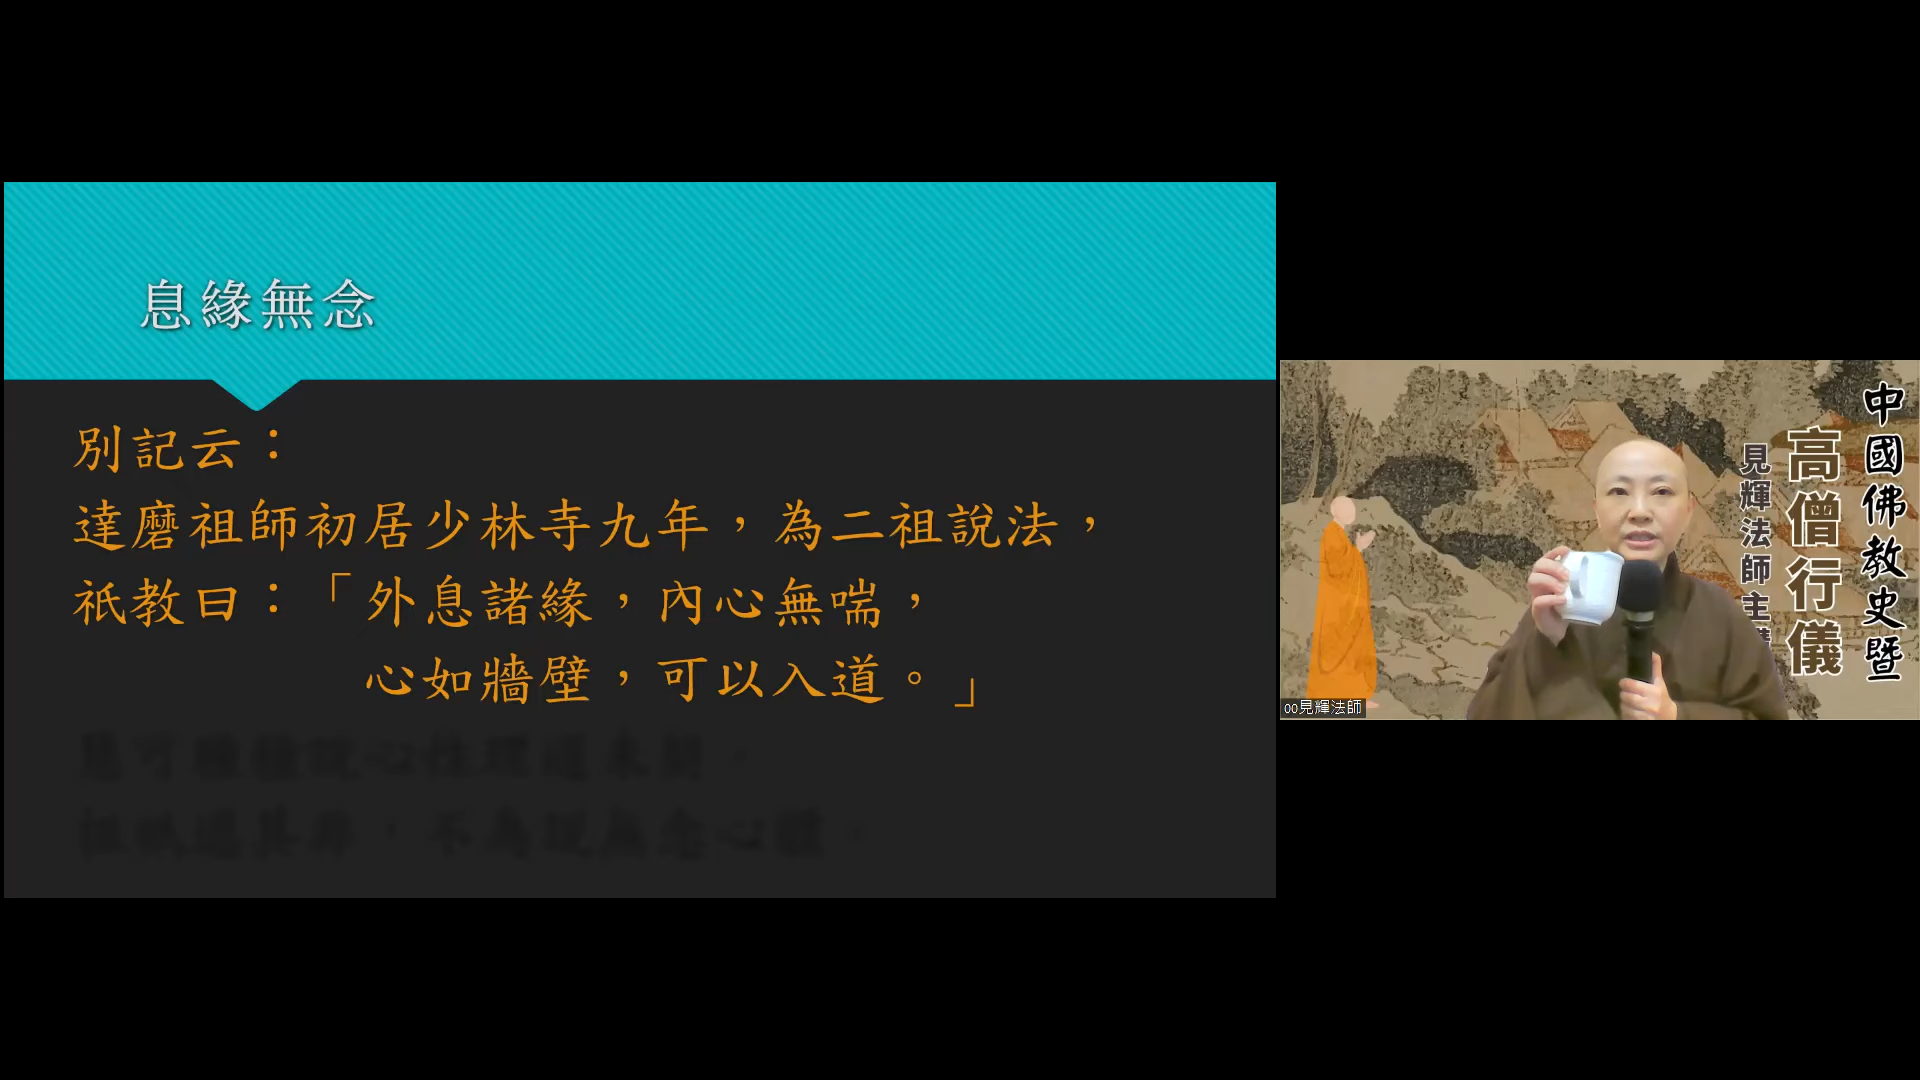 息緣無念
別記云：
達磨祖師初居少林寺九年，為二祖說法，
祇教曰：「外息諸緣，內心無喘，
心如牆壁，可以入道。」
中國佛教史暨
高僧行儀
見輝法師主
oo見輝法師